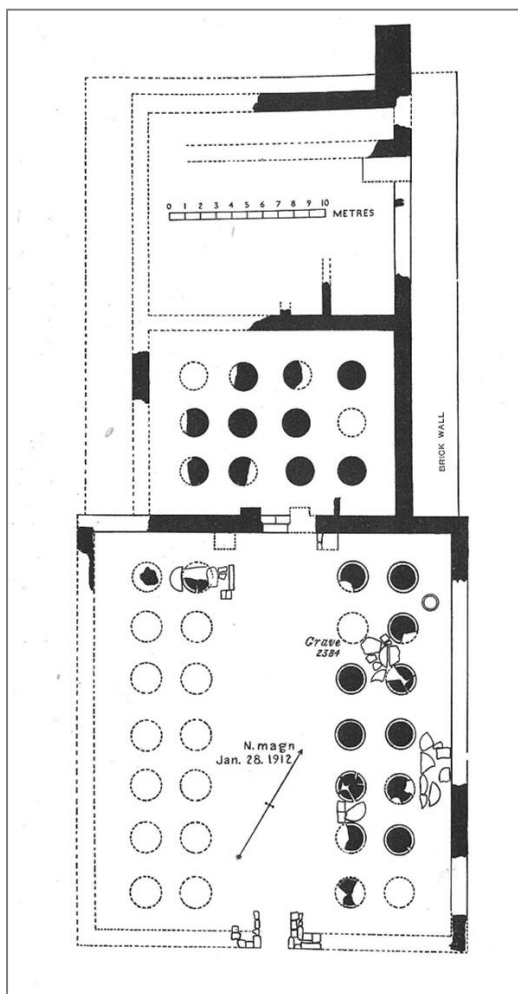 0 1 2 3 4 5 6 7 8 9 10
METRES
BRICK WALL
Grave
2384
N. magn
Jan. 28. 1912